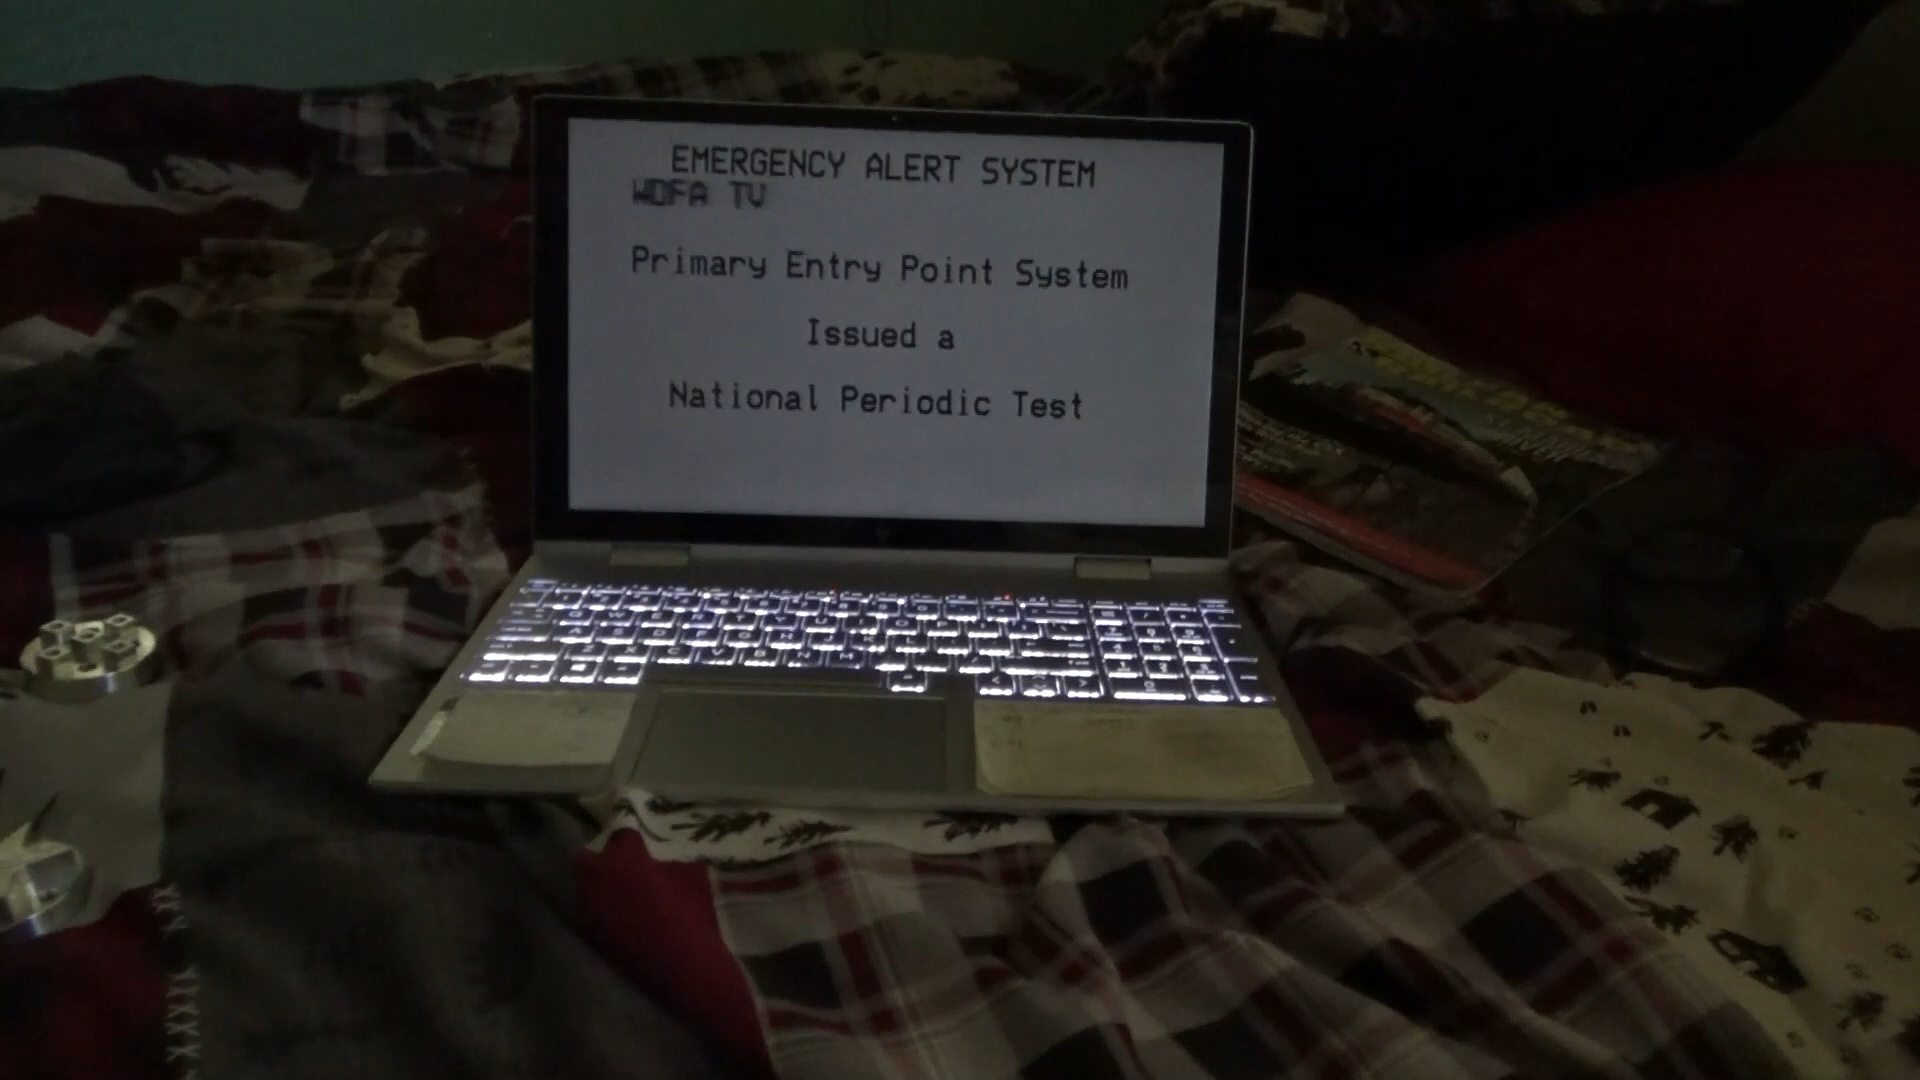 EMERGENCY ALERT SYSTEM
WDFA TV
Primary Entry Point System
Issued a
National Periodic Test